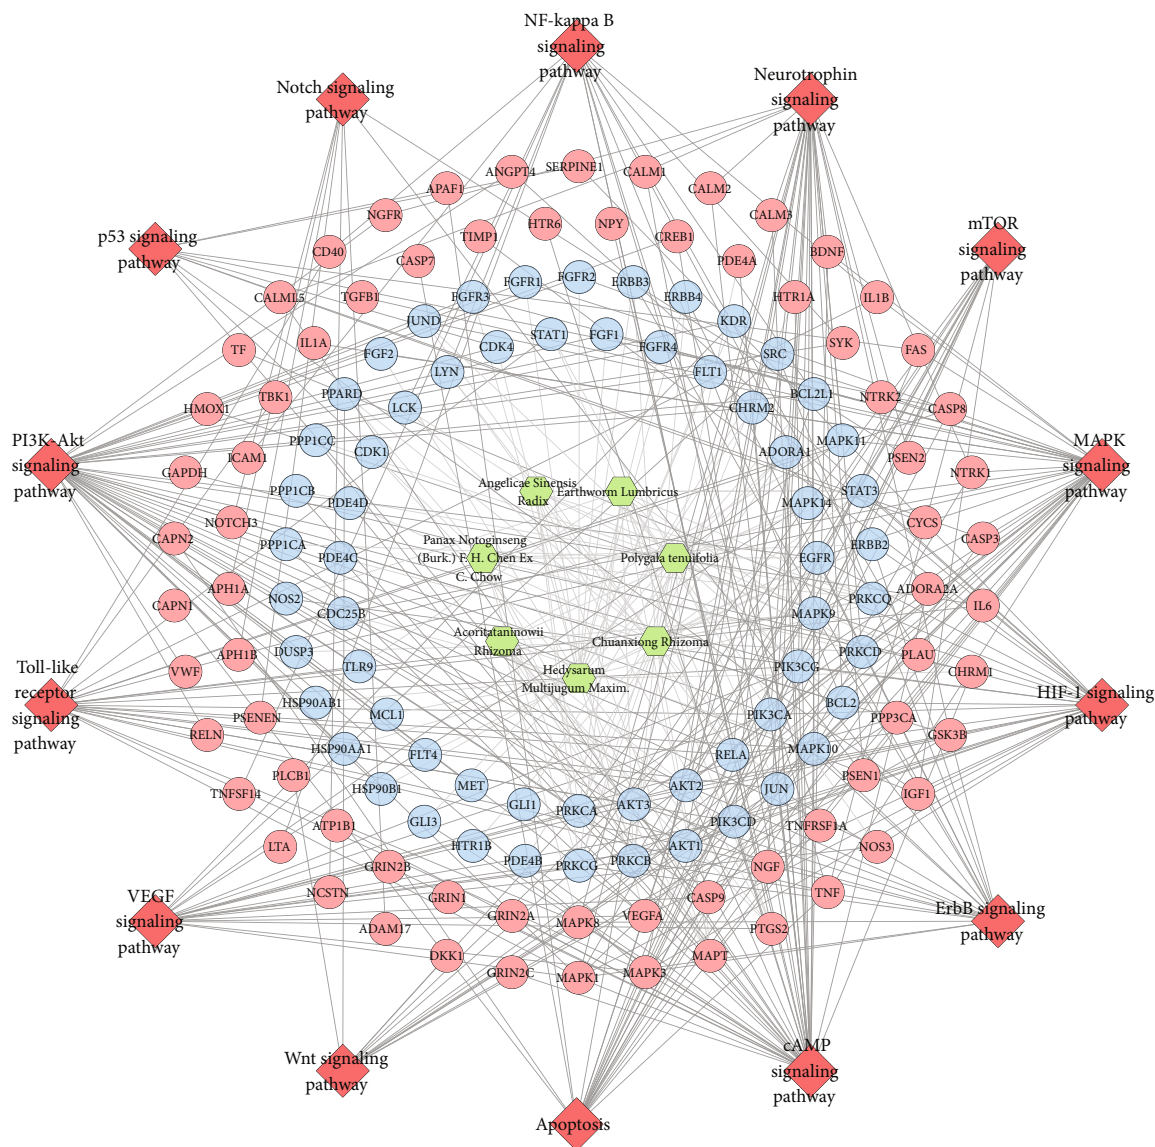 NF-kappa B
signaling
pathway
Notch signaling
pathway
Neurotrophin
signaling
pathway
p53 signaling
pathway
mTOR
signaling
pathway
SERPINE1
ANGPT4
CALM1
APAF1
CALM2
NGFR
HTR6
NPY
CALM3
TIMP1
CREB1
CD40
CASP7
PDE4A
BDNF
CALML5
TGFB1
FGFR3
FGFR1
FGFR2
ERBB3
ERBB4
HTR1A
IL1B
JUND
KDR
TF
IL1A
FGF2
CDK4
STAT1
FGF1
FGFR4
SRC
SYK
FAS
LYN
FLT1
HMOX1
TBK1
PPARD
LCK
CHRM2
BCL2L1
NTRK2
CASP8
PI3K-Akt
signaling
pathway
MAPK
signaling
pathway
PPP1CC
CDK1
ADORA1
MAPK11
GAPDH
ICAM1
PSEN2
NTRK1
PPP1CB
PDE4D
MAPK14
STAT3
Angelicae Sinensis
Radix
Earthworm Lumbricus
CAPN2
NOTCH3
CYCS
CASP3
PPP1CA
PDE4C
EGFR
ERBB2
Panax Notoginseng
(Burk.) F. H. Chen Ex
C. Chow
Polygala tenuifolia
CAPN1
APH1A
NOS2
CDC25B
MAPK9
PRKCQ
ADORA2A
IL6
Acoritataninowii
Rhizoma
Chuanxiong Rhizoma
VWF
APH1B
DUSP3
TLR9
PIK3CG
PRKCD
PLAU
CHRM1
Hedysarum
Multijugum Maxim.
Toll-like
receptor
signaling
pathway
HIF-1 signaling
pathway
RELN
PSENEN
HSP90AB1
MCL1
PIK3CA
BCL2
PPP3CA
GSK3B
HSP90AA1
FLT4
RELA
MAPK10
TNFSF14
PLCB1
HSP90B1
MET
GLI1
PRKCA
AKT3
AKT2
JUN
PSEN1
IGF1
LTA
ATP1B1
GLI3
HTR1B
PDE4B
PRKCG
PRKCB
AKT1
PIK3CD
TNFRSF1A
NOS3
NCSTN
GRIN2B
NGF
TNF
GRIN1
CASP9
VEGF
signaling
pathway
ErbB signaling
pathway
ADAM17
GRIN2A
MAPK8
VEGFA
PTGS2
DKK1
GRIN2C
MAPK1
MAPK3
MAPT
Wnt signaling
pathway
cAMP
signaling
pathway
Apoptosis